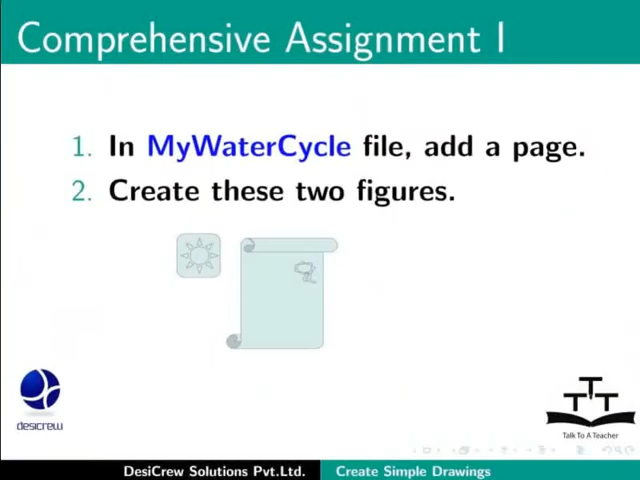 Comprehensive Assignment I
1. In MyWaterCycle file, add a page.
2. Create these two figures.
desicrew
T T T
Talk To A Teacher
DesiCrew Solutions Pvt.Ltd. Create Simple Drawings